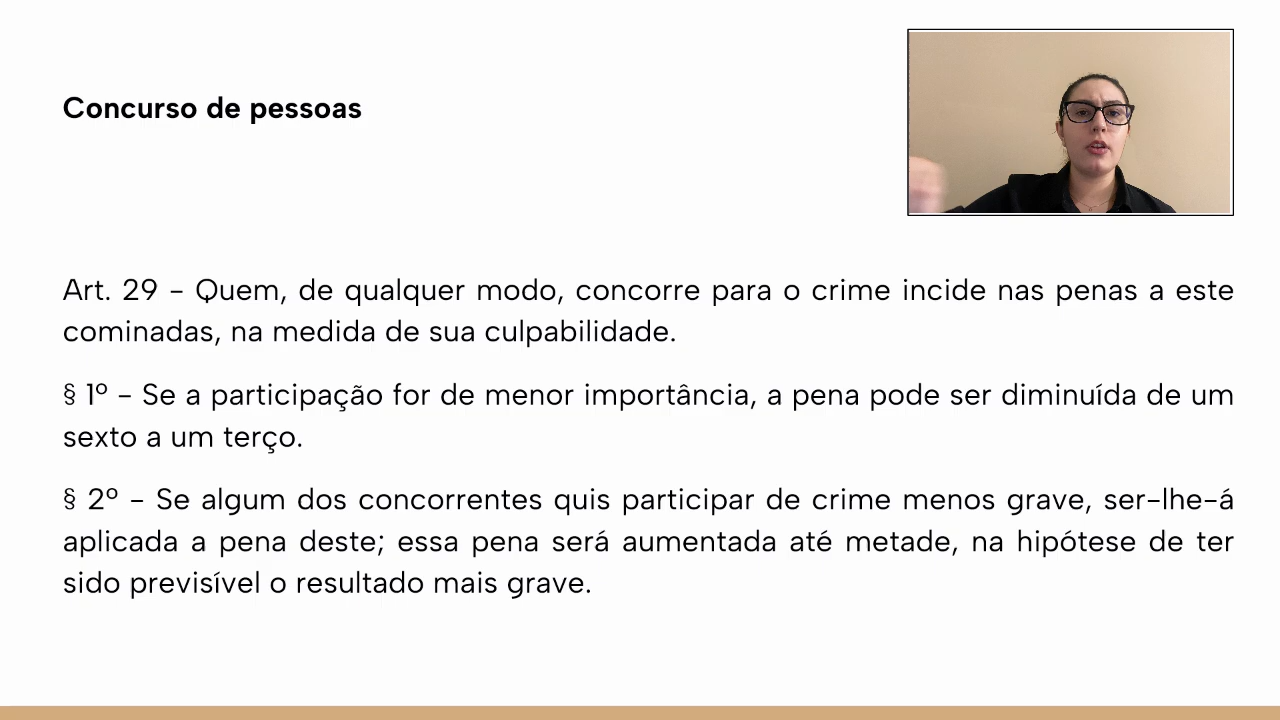 Concurso de pessoas
Art. 29 - Quem, de qualquer modo, concorre para o crime incide nas penas a este
cominadas, na medida de sua culpabilidade.
§ 1º - Se a participação for de menor importância, a pena pode ser diminuída de um
sexto a um terço.
§ 2º - Se algum dos concorrentes quis participar de crime menos grave, ser-lhe-á
aplicada a pena deste; essa pena será aumentada até metade, na hipótese de ter
sido previsível o resultado mais grave.